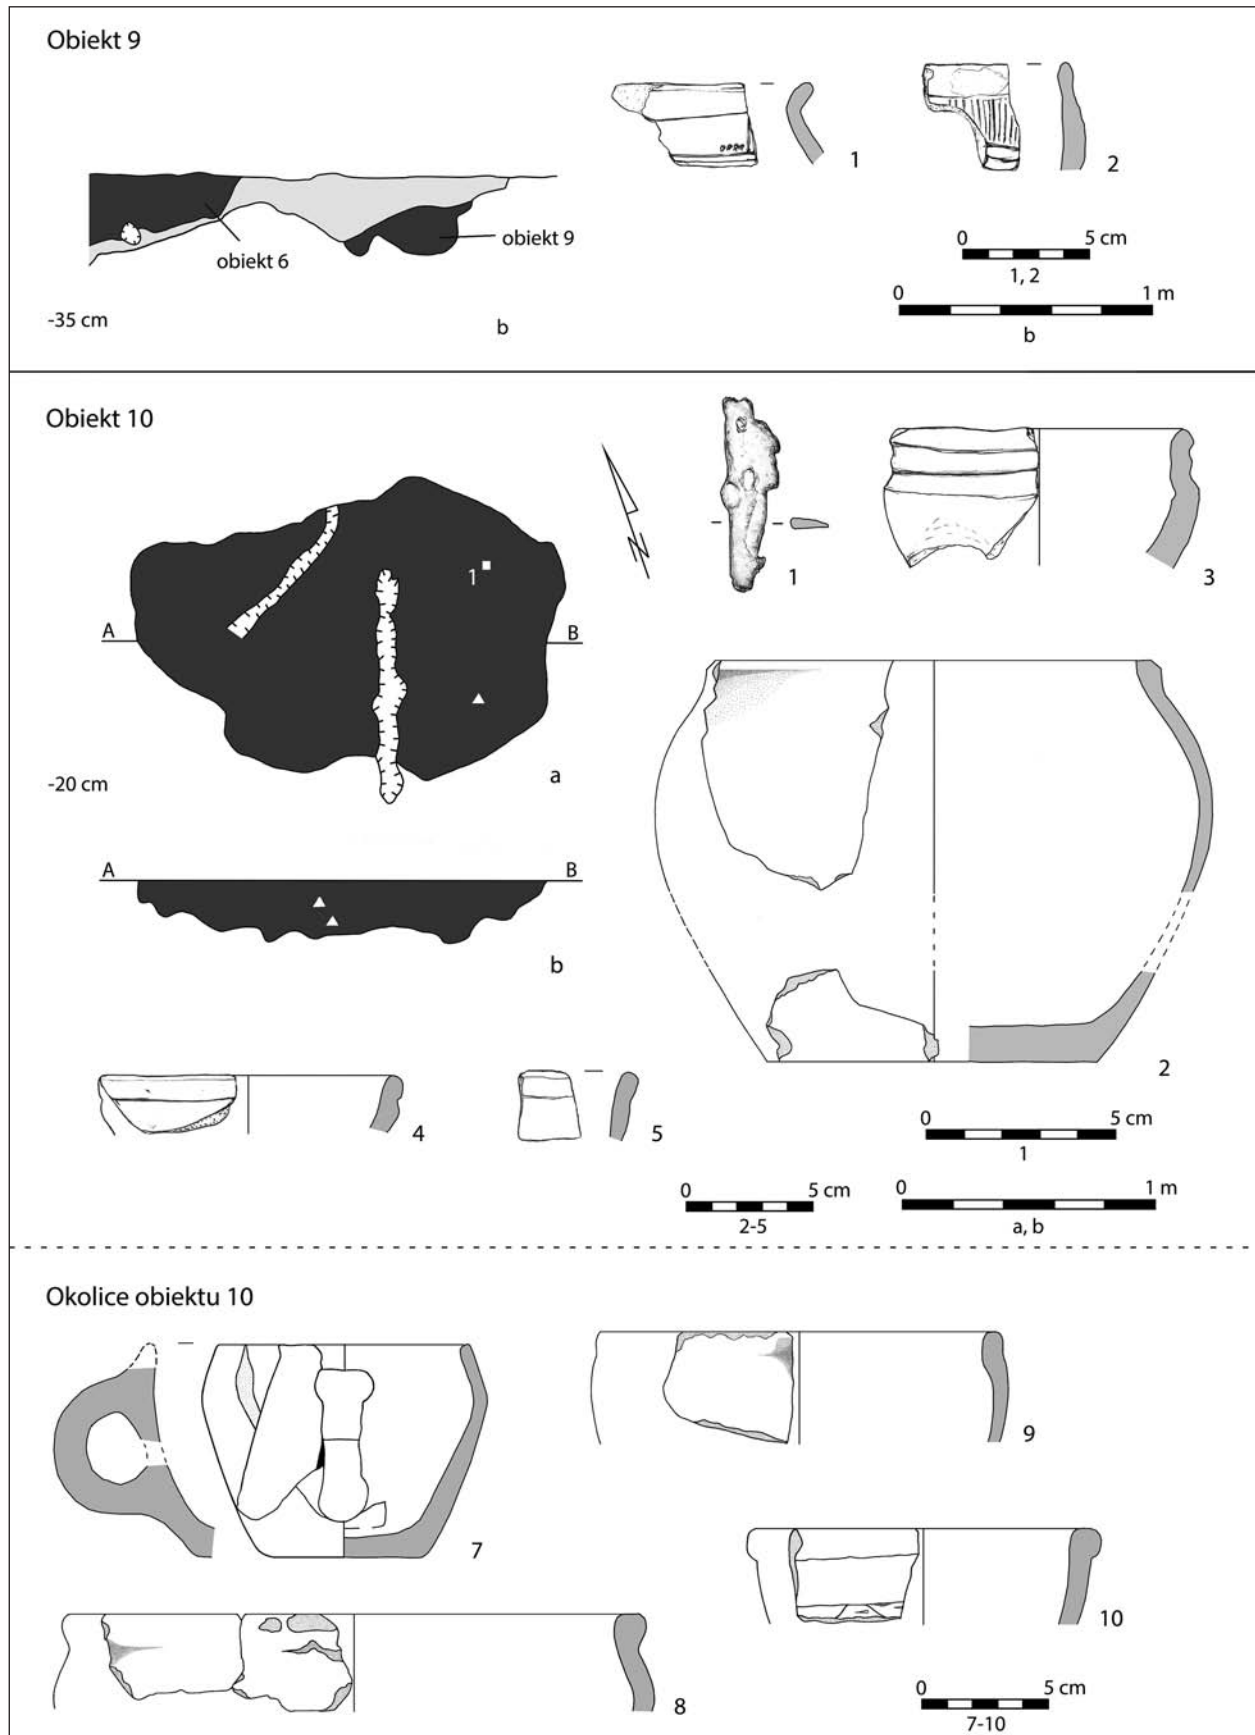 Obiekt 9
1
2
0 5 cm
1, 2
obiekt 9
obiekt 6
0 1 m
b
-35 cm
b
Obiekt 10
1
A B
a
-20 cm
N
1
3
A B
b
2
4
5
0 5 cm
1
0 5 cm
2-5
0 1 m
a, b
Okolice obiektu 10
7
9
10
8
0 5 cm
7-10